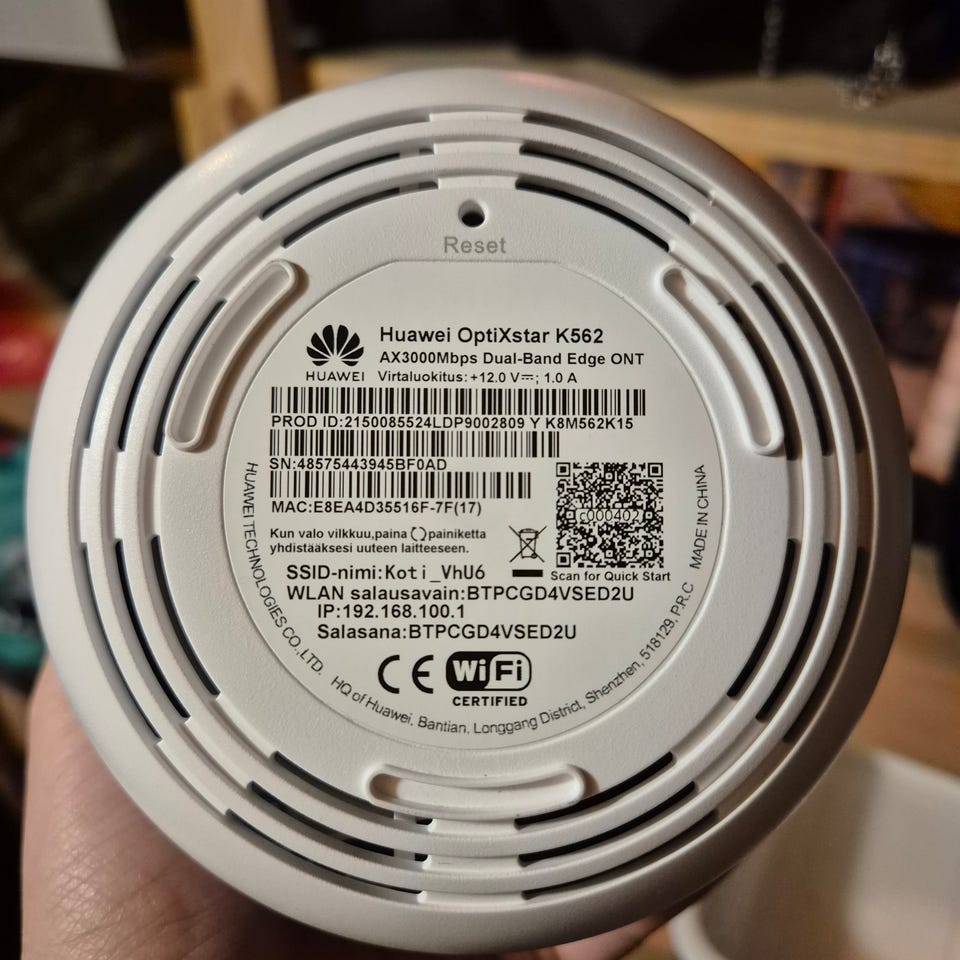 Reset
Huawei OptiXstar K562
AX3000Mbps Dual-Band Edge ONT
HUAWEI
Virtaluokitus: +12.0 V⎓; 1.0 A
PROD ID:2150085524LDP9002809 Y K8M562K15
SN:48575443945BF0AD
MAC:E8EA4D35516F-7F(17)
c000402
Kun valo vilkkuu,paina painiketta
yhdistääksesi uuteen laitteeseen.
Scan for Quick Start
SSID-nimi:Koti_VhU6
WLAN salausavain:BTPCGD4VSED2U
IP:192.168.100.1
Salasana:BTPCGD4VSED2U
CE WiFi
CERTIFIED
HUAWEI TECHNOLOGIES CO.,LTD.
HQ of Huawei, Bantian, Longgang District, Shenzhen, 518129, P.R.C
MADE IN CHINA